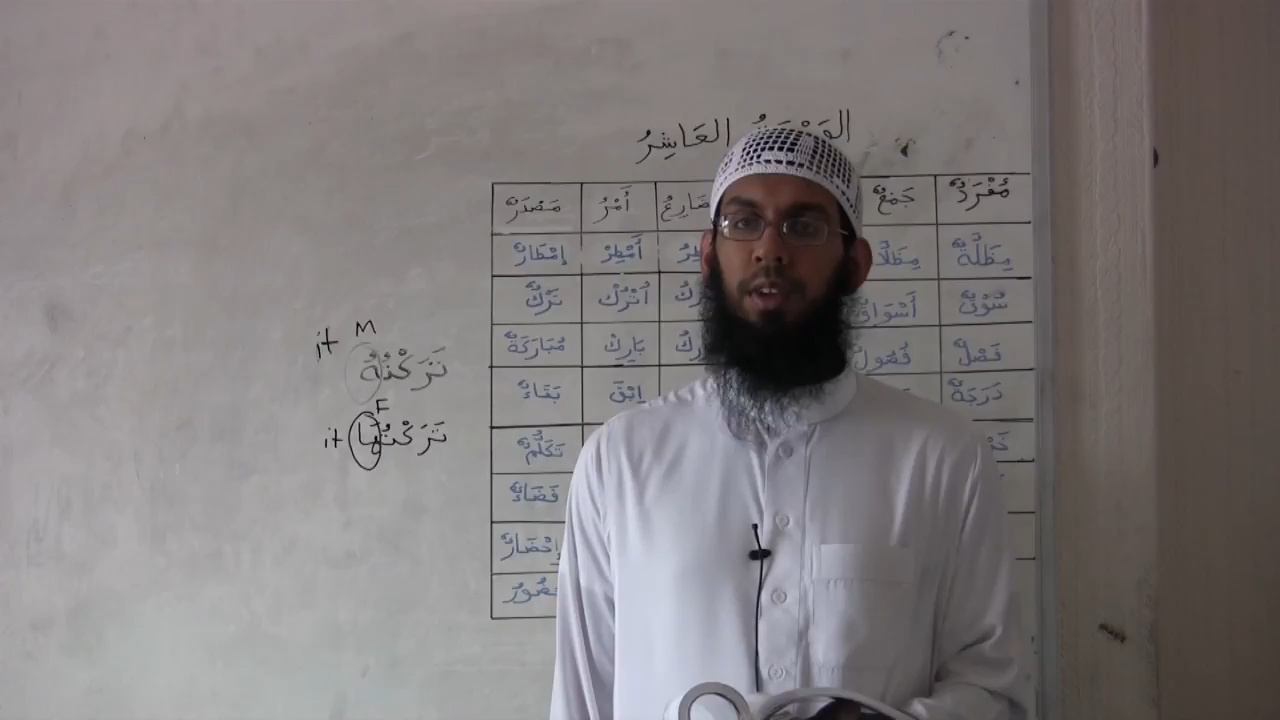 العَاشِرُ
مُفْرَدٌ جَمْعٌ أَمْرُ مَصْدَرٌ
مِظَلَّةٌ أَمْطِرْ إِمْطَارٌ
سُوقٌ أَسْوَاقٌ اُتْرُكْ تَرْكٌ
فَصْلٌ فُصُولٌ بَارِكْ مُبَارَكَةٌ
دَرَجَةٌ اِبْقَ بَقَاءٌ
تَكَلُّمٌ
قَضَاءٌ
إِحْضَارٌ
it M
تَرَكْتُهُ
F
it تَرَكْتُهَا